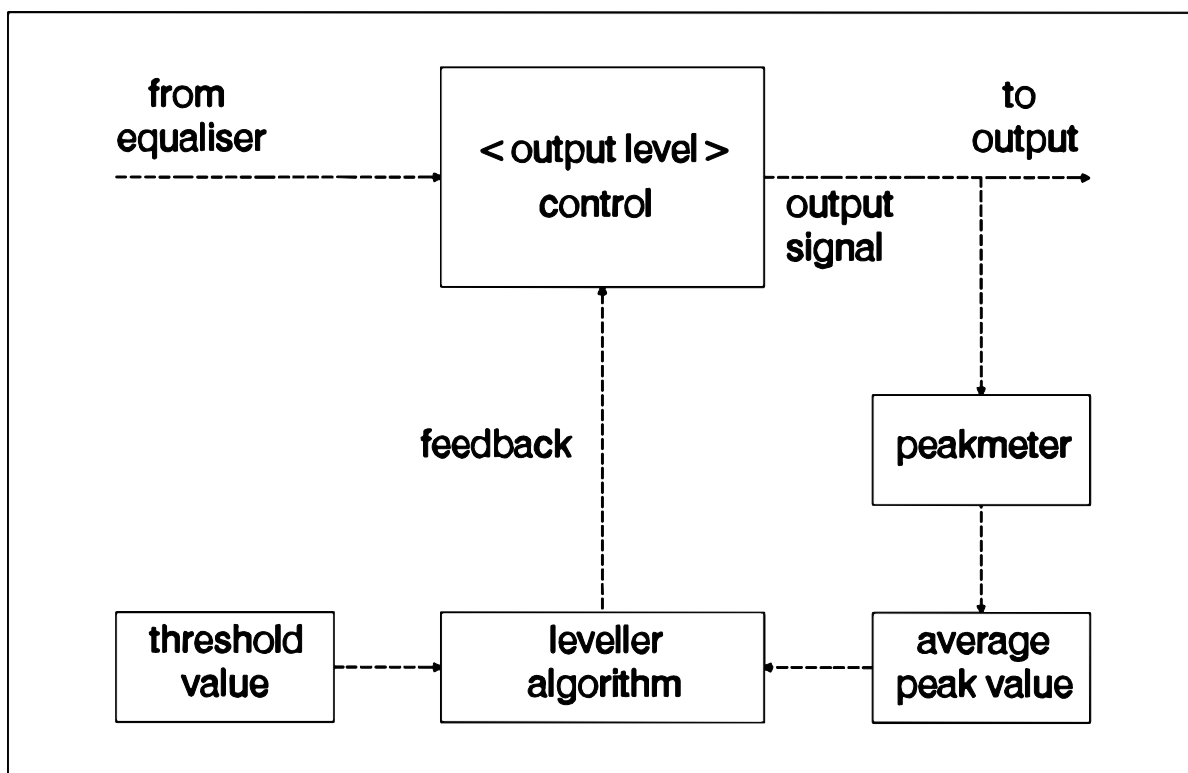 from
equaliser
< output level >
control
to
output
output
signal
feedback
peakmeter
threshold
value
leveller
algorithm
average
peak value